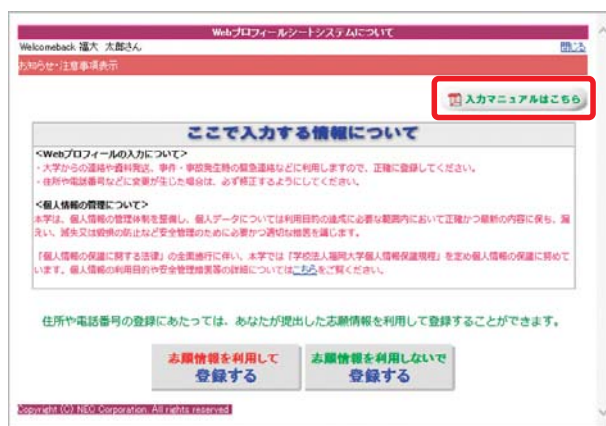 Webプロフィールシートシステムについて
Welcomeback 福大 太郎さん
閉じる
お知らせ・注意事項表示
入力マニュアルはこちら
ここで入力する情報について
<Webプロフィールの入力について>
・大学からの連絡や資料発送、事件・事故発生時の緊急連絡などに利用しますので、正確に登録してください。
・住所や電話番号などに変更が生じた場合は、必ず修正するようにしてください。
<個人情報の管理について>
本学は、個人情報の管理体制を整備し、個人データについては利用目的の達成に必要な範囲内において正確かつ最新の内容に保ち、漏
えい、滅失又は毀損の防止など安全管理のために必要かつ適切な措置を講じます。
「個人情報の保護に関する法律」の全面施行に伴い、本学では「学校法人福岡大学個人情報保護規程」を定め個人情報の保護に努めて
います。個人情報の利用目的や安全管理措置等の詳細についてはこちらをご覧ください。
住所や電話番号の登録にあたっては、あなたが提出した志願情報を利用して登録することができます。
志願情報を利用して
登録する
志願情報を利用しないで
登録する
Copyright (C) NEO Corporation. All rights reserved.